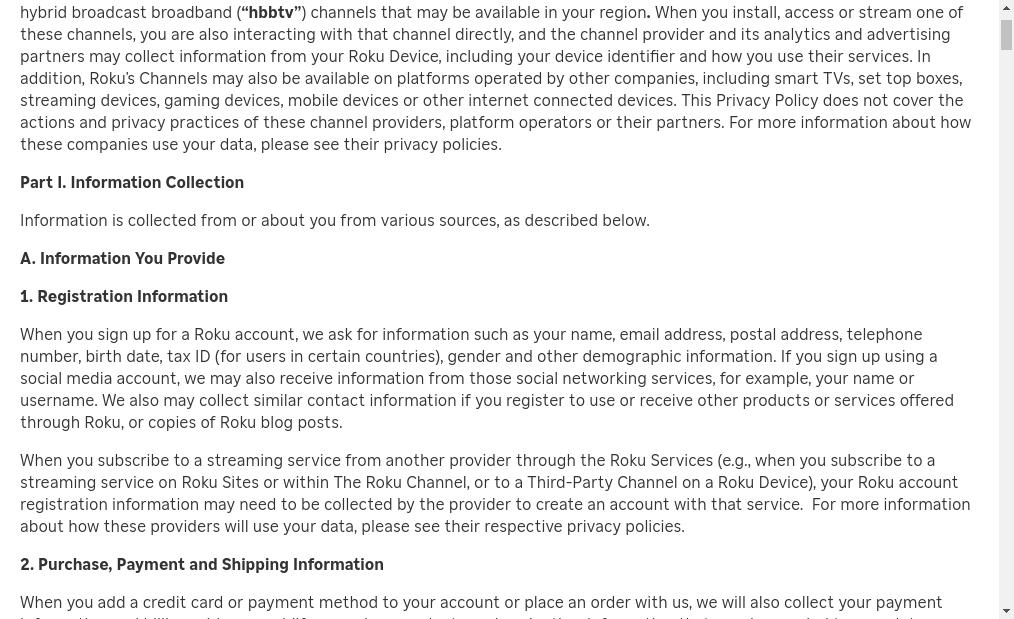 hybrid broadcast broadband (“hbbtv”) channels that may be available in your region. When you install, access or stream one of
these channels, you are also interacting with that channel directly, and the channel provider and its analytics and advertising
partners may collect information from your Roku Device, including your device identifier and how you use their services. In
addition, Roku’s Channels may also be available on platforms operated by other companies, including smart TVs, set top boxes,
streaming devices, gaming devices, mobile devices or other internet connected devices. This Privacy Policy does not cover the
actions and privacy practices of these channel providers, platform operators or their partners. For more information about how
these companies use your data, please see their privacy policies.
Part I. Information Collection
Information is collected from or about you from various sources, as described below.
A. Information You Provide
1. Registration Information
When you sign up for a Roku account, we ask for information such as your name, email address, postal address, telephone
number, birth date, tax ID (for users in certain countries), gender and other demographic information. If you sign up using a
social media account, we may also receive information from those social networking services, for example, your name or
username. We also may collect similar contact information if you register to use or receive other products or services offered
through Roku, or copies of Roku blog posts.
When you subscribe to a streaming service from another provider through the Roku Services (e.g., when you subscribe to a
streaming service on Roku Sites or within The Roku Channel, or to a Third-Party Channel on a Roku Device), your Roku account
registration information may need to be collected by the provider to create an account with that service.  For more information
about how these providers will use your data, please see their respective privacy policies.
2. Purchase, Payment and Shipping Information
When you add a credit card or payment method to your account or place an order with us, we will also collect your payment